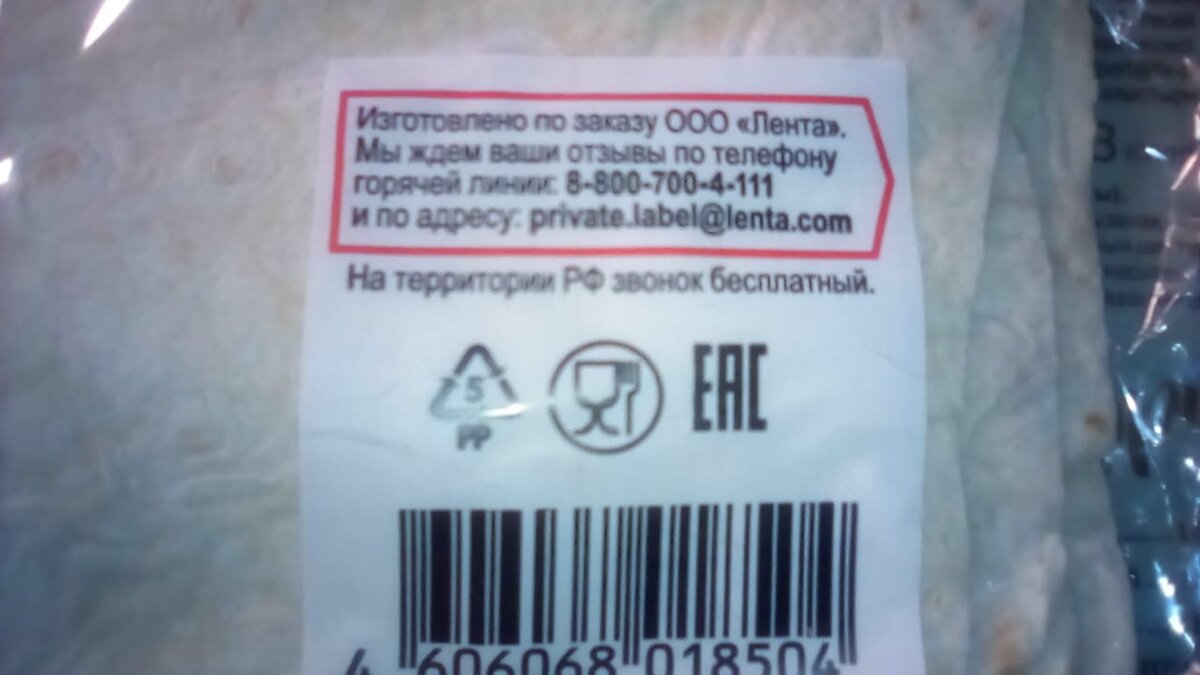 Изготовлено по заказу ООО «Лента».
Мы ждем ваши отзывы по телефону
горячей линии: 8-800-700-4-111
и по адресу: private.label@lenta.com
На территории РФ звонок бесплатный.
5
PP
EAC
4 606068 018504